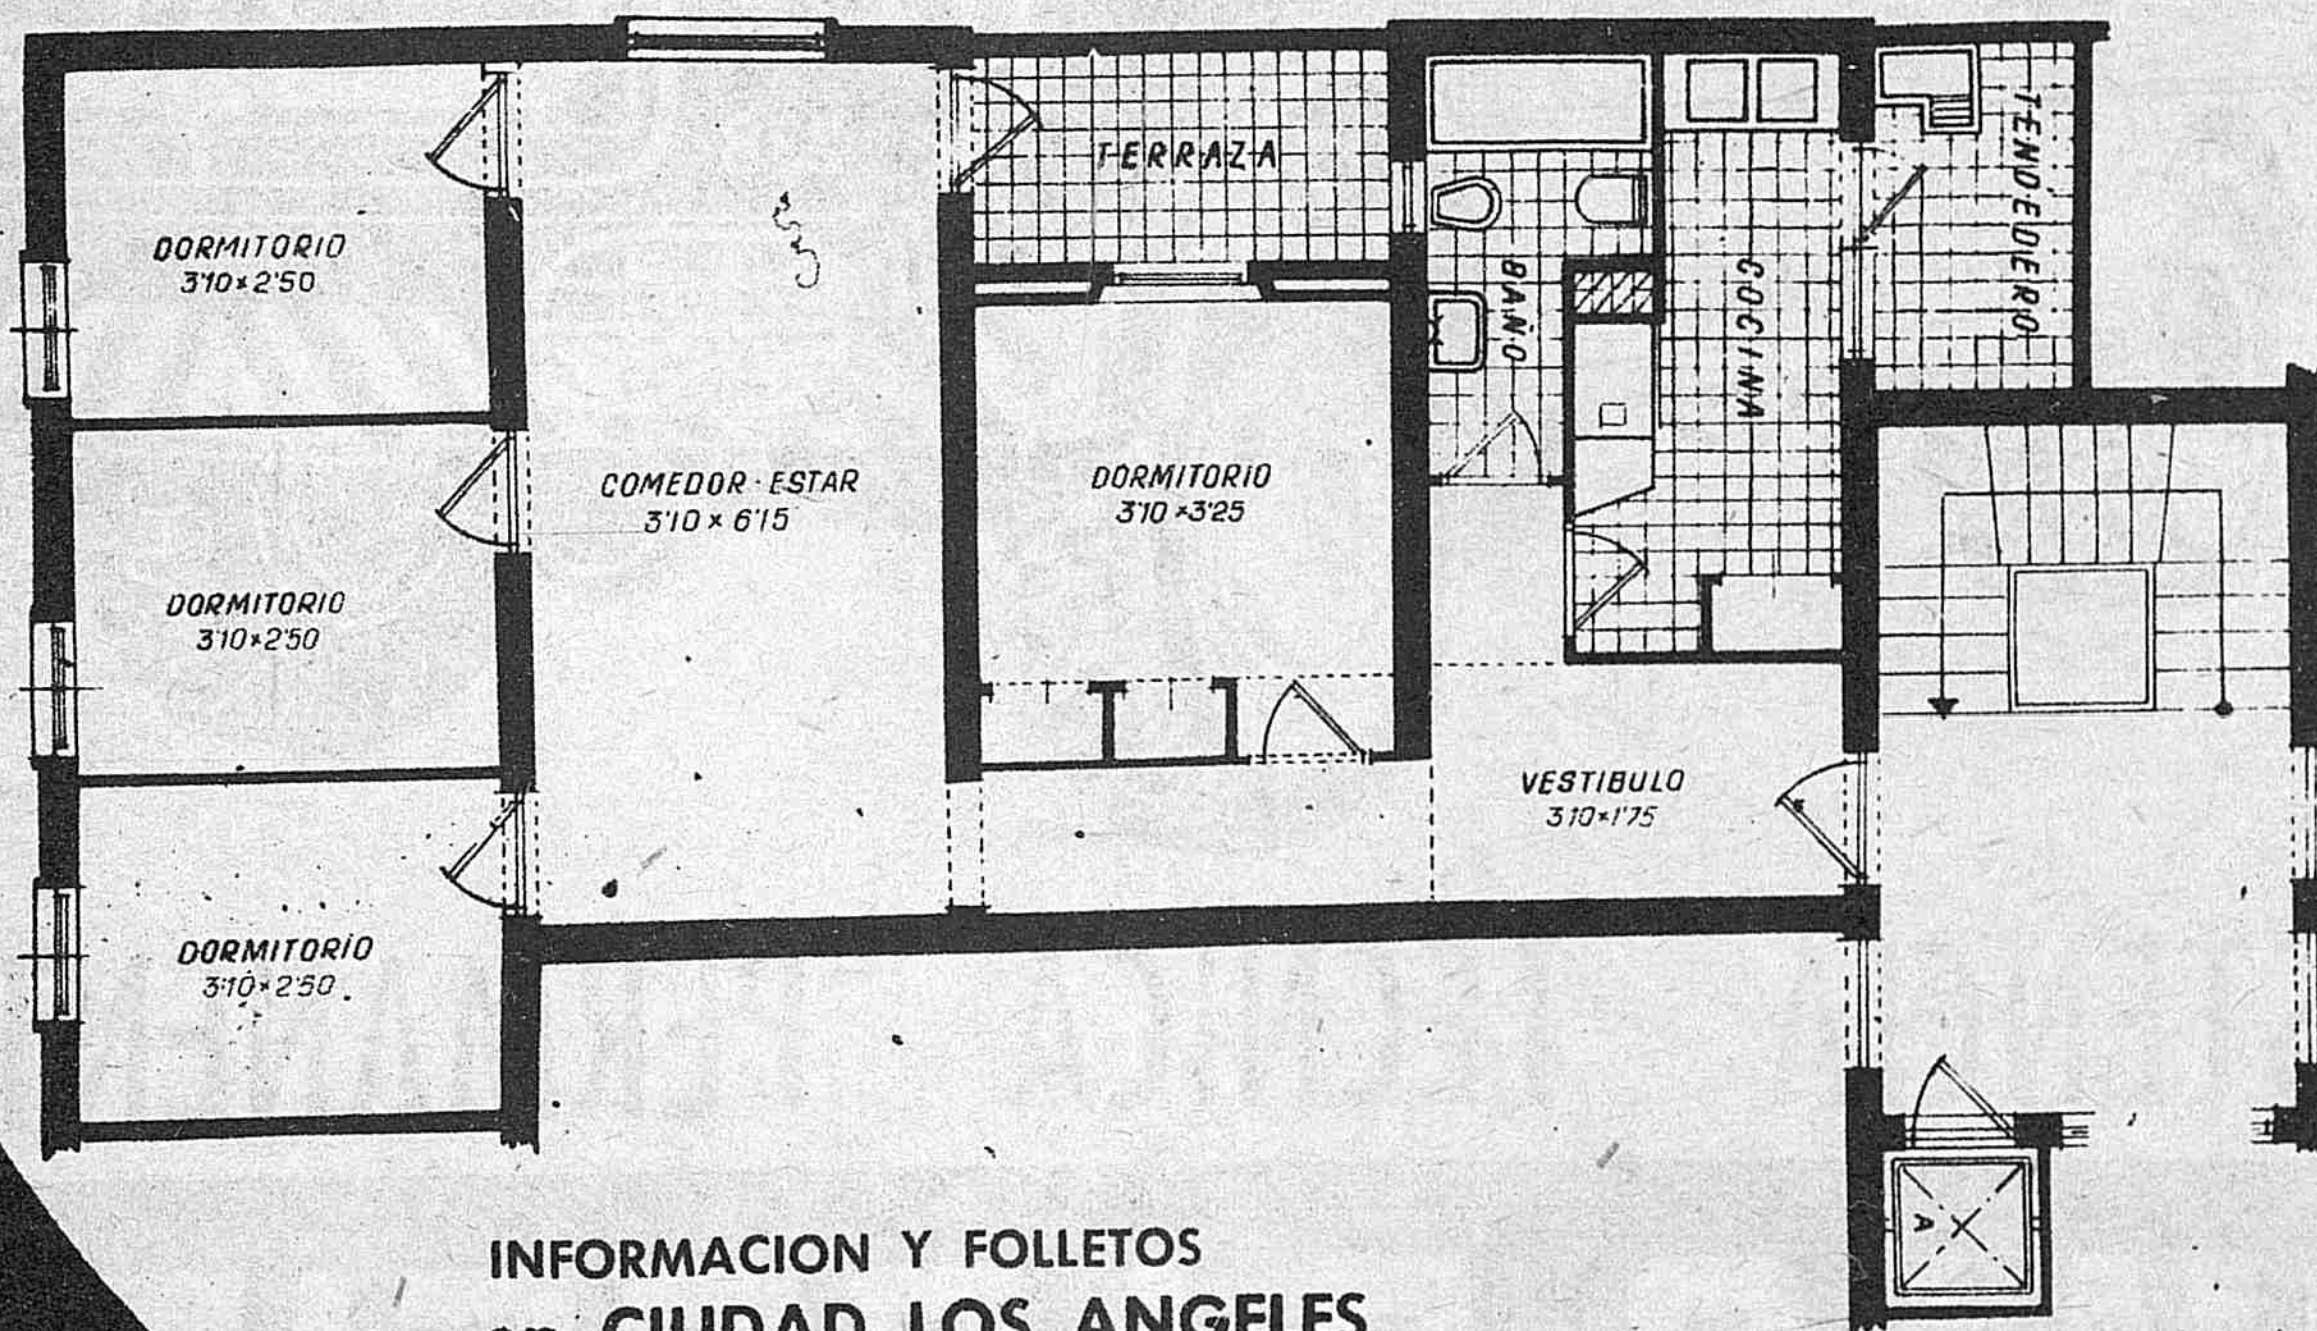 TERRAZA
TENDEDERO
DORMITORIO
3'10×2'50
BAÑO
COCINA
COMEDOR-ESTAR
3'10×6'15
DORMITORIO
3'10×3'25
DORMITORIO
3'10×2'50
VESTIBULO
3'10×1'75
DORMITORIO
3'10×2'50
A
INFORMACION Y FOLLETOS
en CIUDAD LOS ANGELES